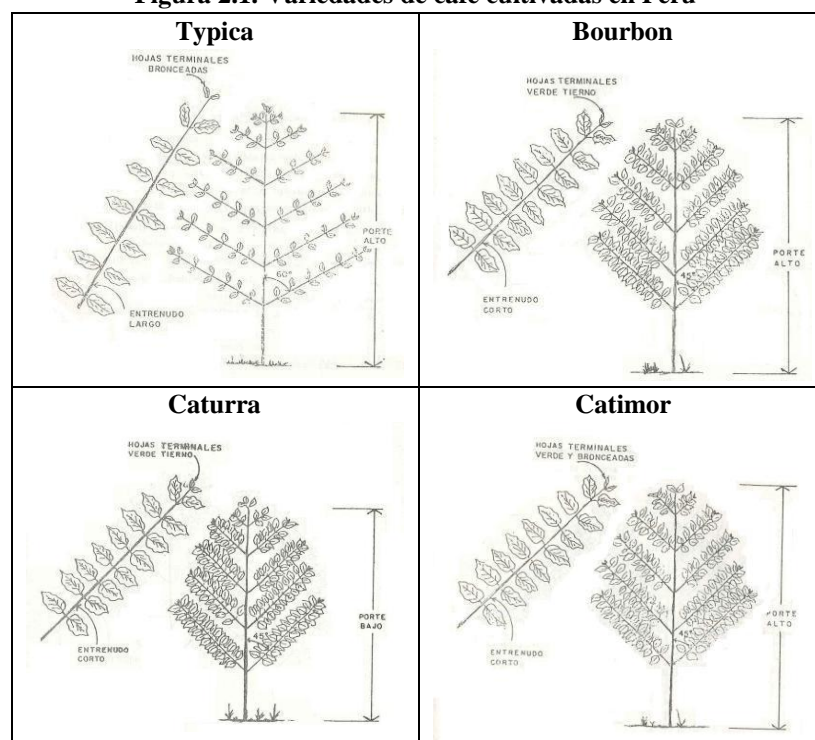 Figura 2.1. Variedades de café cultivadas en Perú
Typica
HOJAS TERMINALES
BRONCEADAS
PORTE
ALTO
60°
ENTRENUDO
LARGO
Bourbon
HOJAS TERMINALES
VERDE TIERNO
PORTE
ALTO
45°
ENTRENUDO
CORTO
Caturra
HOJAS TERMINALES
VERDE TIERNO
PORTE
BAJO
45°
ENTRENUDO
CORTO
Catimor
HOJAS TERMINALES
VERDE Y BRONCEADAS
PORTE
ALTO
45°
ENTRENUDO
CORTO